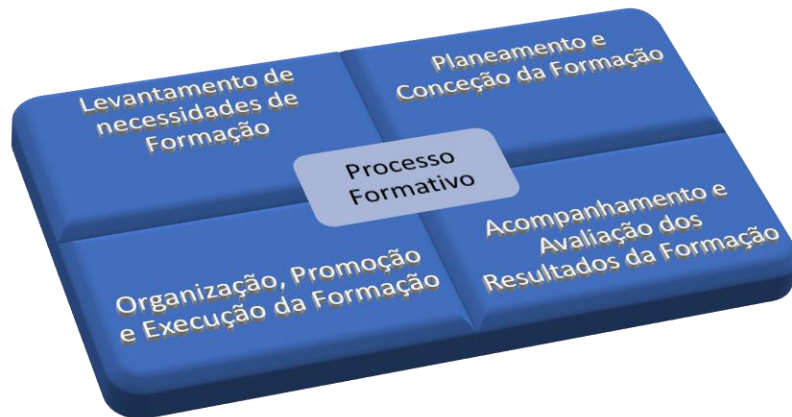 Levantamento de
necessidades de
Formação
Planeamento e
Conceção da Formação
Processo
Formativo
Organização, Promoção
e Execução da Formação
Acompanhamento e
Avaliação dos
Resultados da Formação